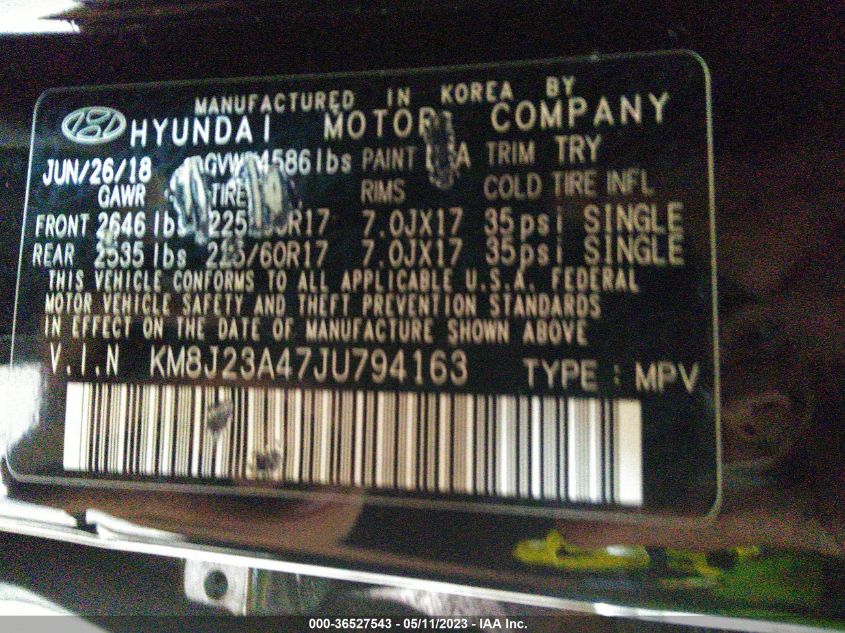 MANUFACTURED IN KOREA BY
HYUNDAI MOTOR COMPANY
JUN/26/18 GVW 4586lbs PAINT TRIM TRY
GAWR TIRE RIMS COLD TIRE INFL
FRONT 2646 lbs 7.0JX17 35psi SINGLE
REAR 2535 lbs 7.0JX17 35psi SINGLE
THIS VEHICLE CONFORMS TO ALL APPLICABLE U.S.A. FEDERAL
MOTOR VEHICLE SAFETY AND THEFT PREVENTION STANDARDS
IN EFFECT ON THE DATE OF MANUFACTURE SHOWN ABOVE
V.I.N KM8J23A47JU794163 TYPE : MPV
000-36527543 - 05/11/2023 - IAA Inc.